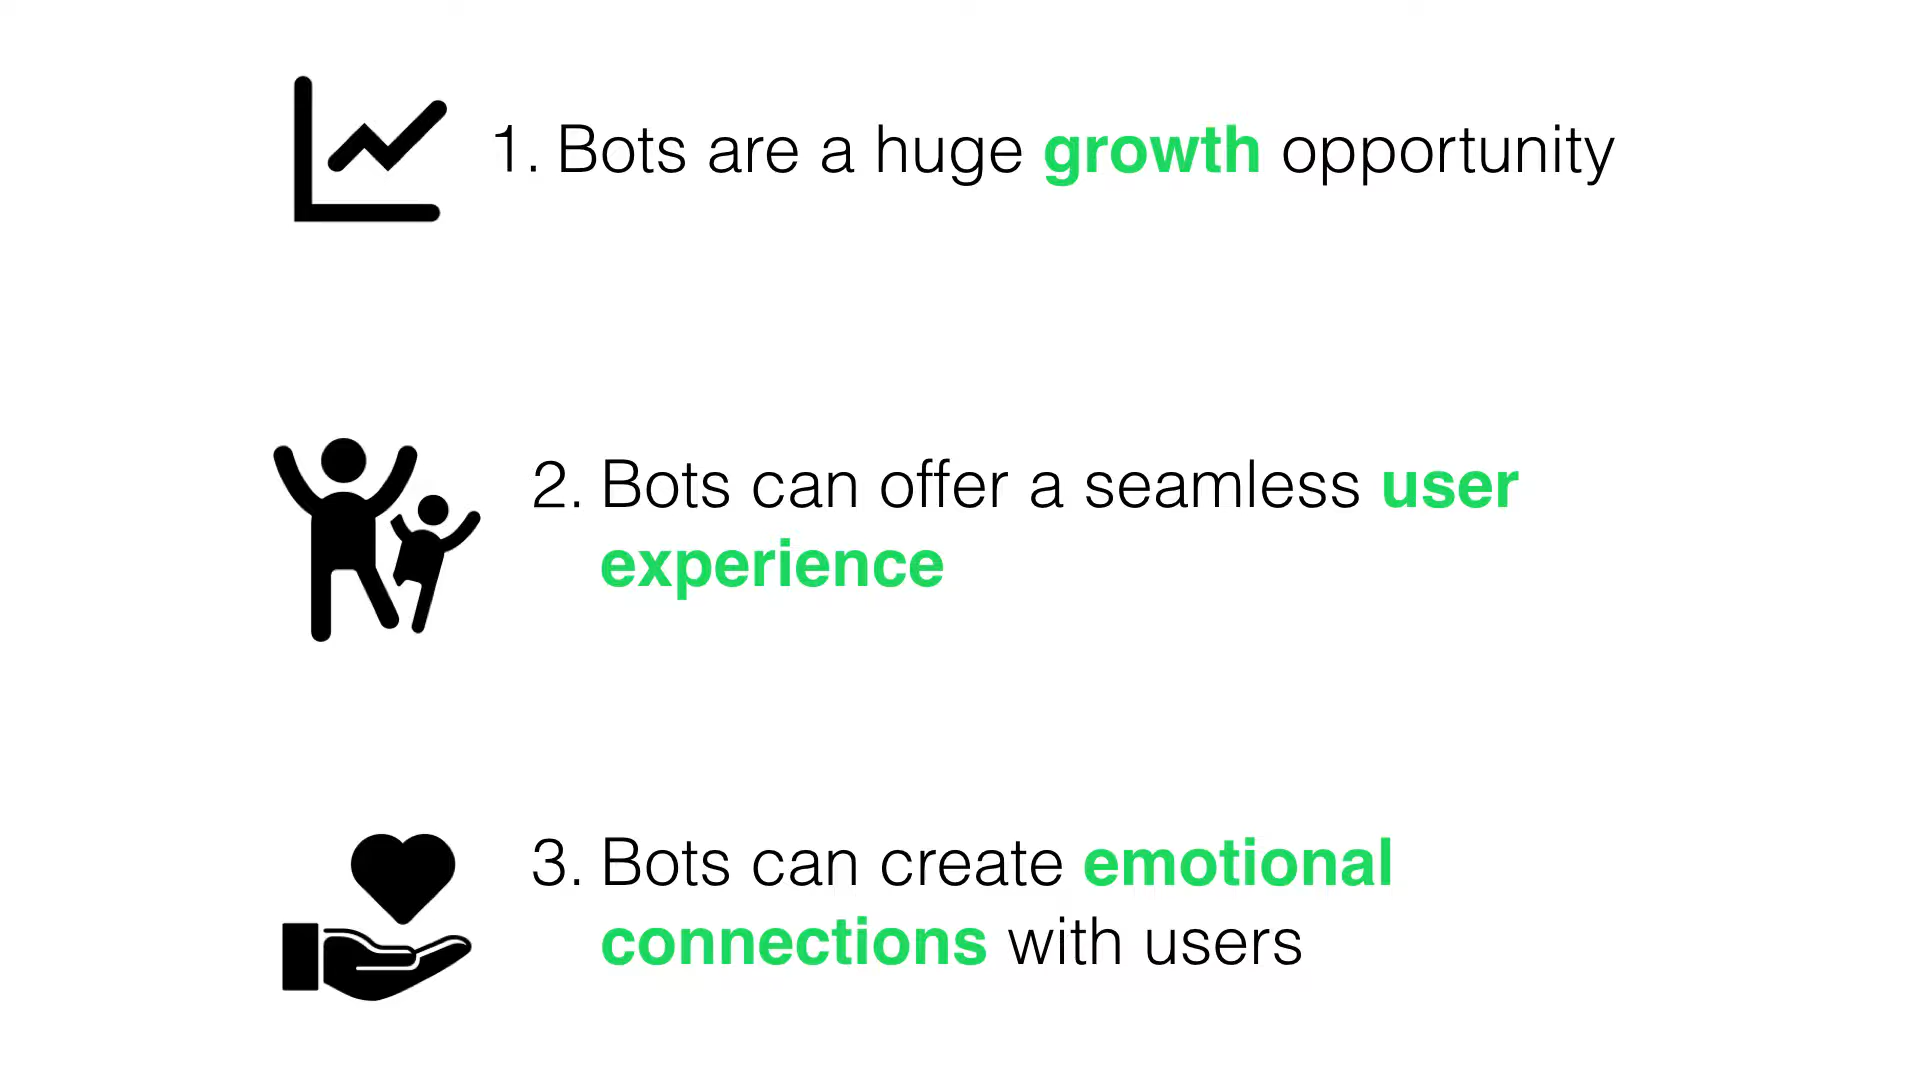 1. Bots are a huge growth opportunity
2. Bots can offer a seamless user
experience
3. Bots can create emotional
connections with users